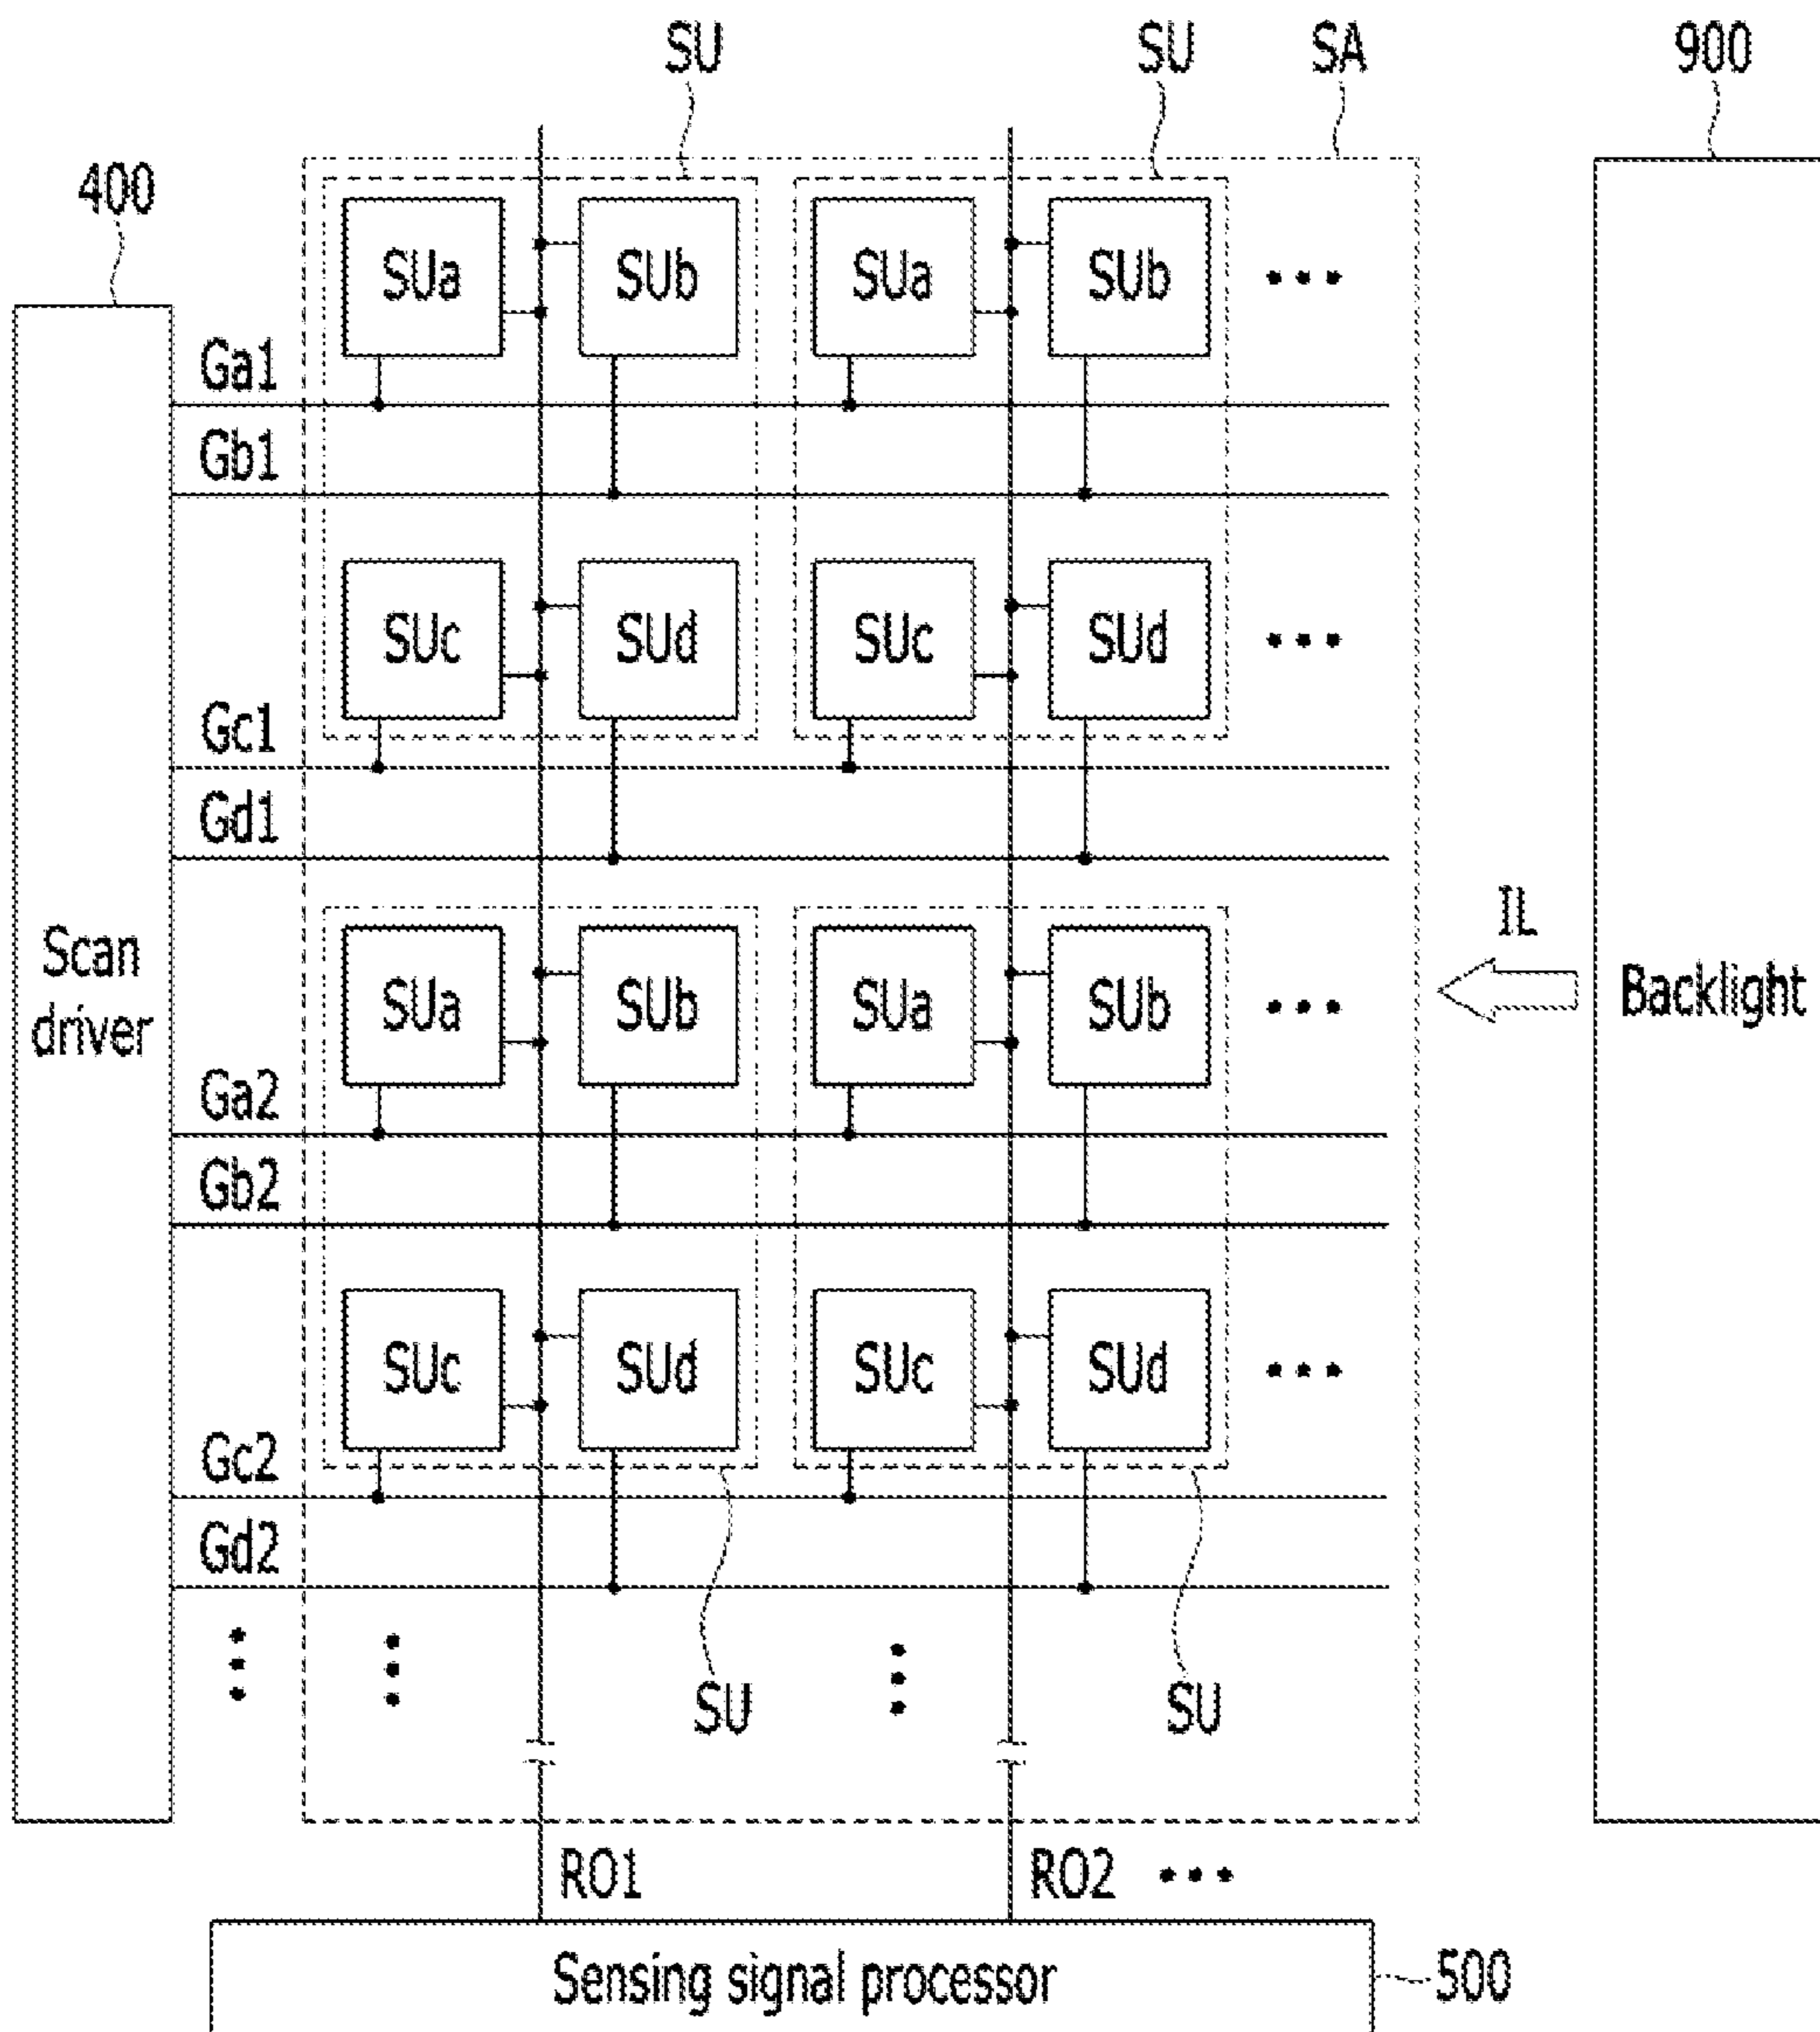 SU SU SA 900
400
SUa SUb SUa SUb •••
Ga1
Gb1
SUc SUd SUc SUd •••
Gc1
Gd1
Scan
driver
SUa SUb SUa SUb •••
IL
Backlight
Ga2
Gb2
SUc SUd SUc SUd •••
Gc2
Gd2
SU SU
RO1 RO2 •••
Sensing signal processor
500